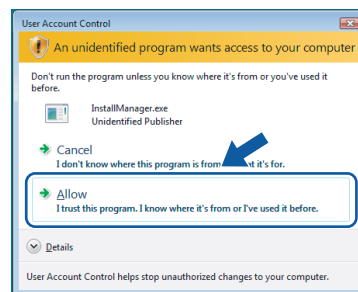 User Account Control
An unidentified program wants access to your computer
Don't run the program unless you know where it's from or you've used it
before.
InstallManager.exe
Unidentified Publisher
Cancel
I don't know where this program is from it's for.
Allow
I trust this program. I know where it's from or I've used it before.
Details
User Account Control helps stop unauthorized changes to your computer.